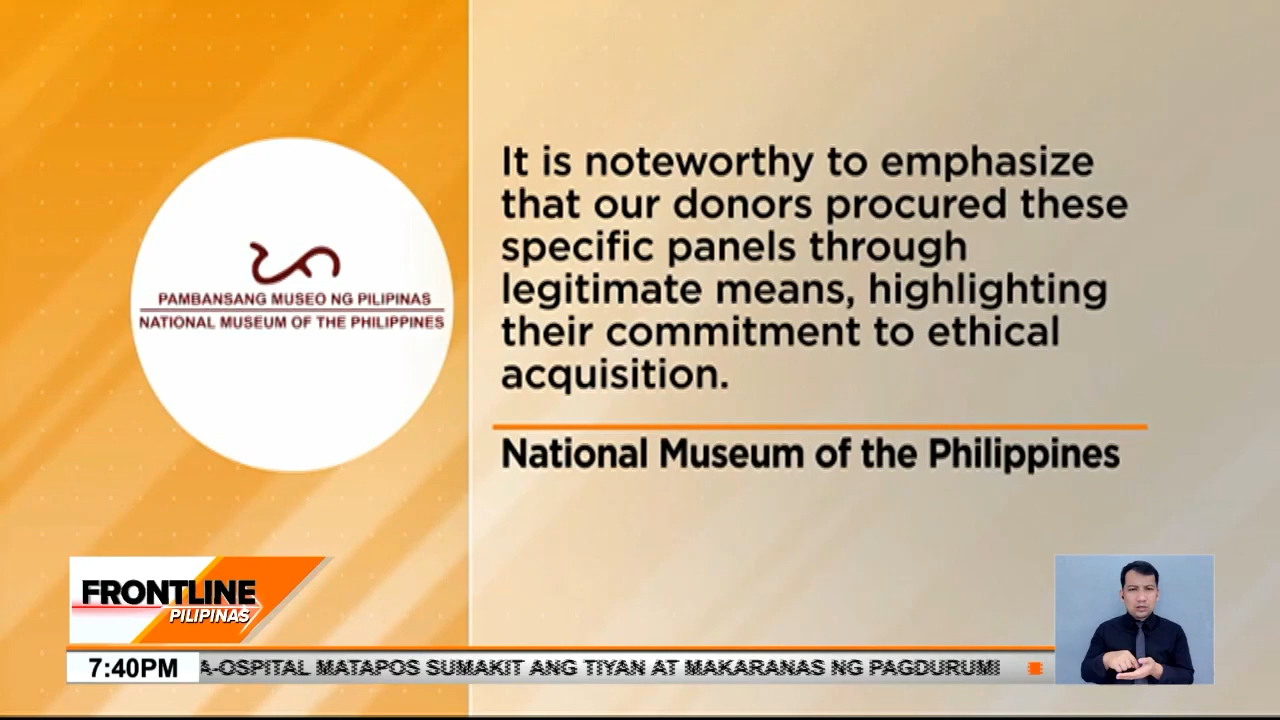 PAMBANSANG MUSEO NG PILIPINAS
NATIONAL MUSEUM OF THE PHILIPPINES
It is noteworthy to emphasize
that our donors procured these
specific panels through
legitimate means, highlighting
their commitment to ethical
acquisition.
National Museum of the Philippines
FRONTLINE
PILIPINAS
7:40PM
A-OSPITAL MATAPOS SUMAKIT ANG TIYAN AT MAKARANAS NG PAGDURUMI